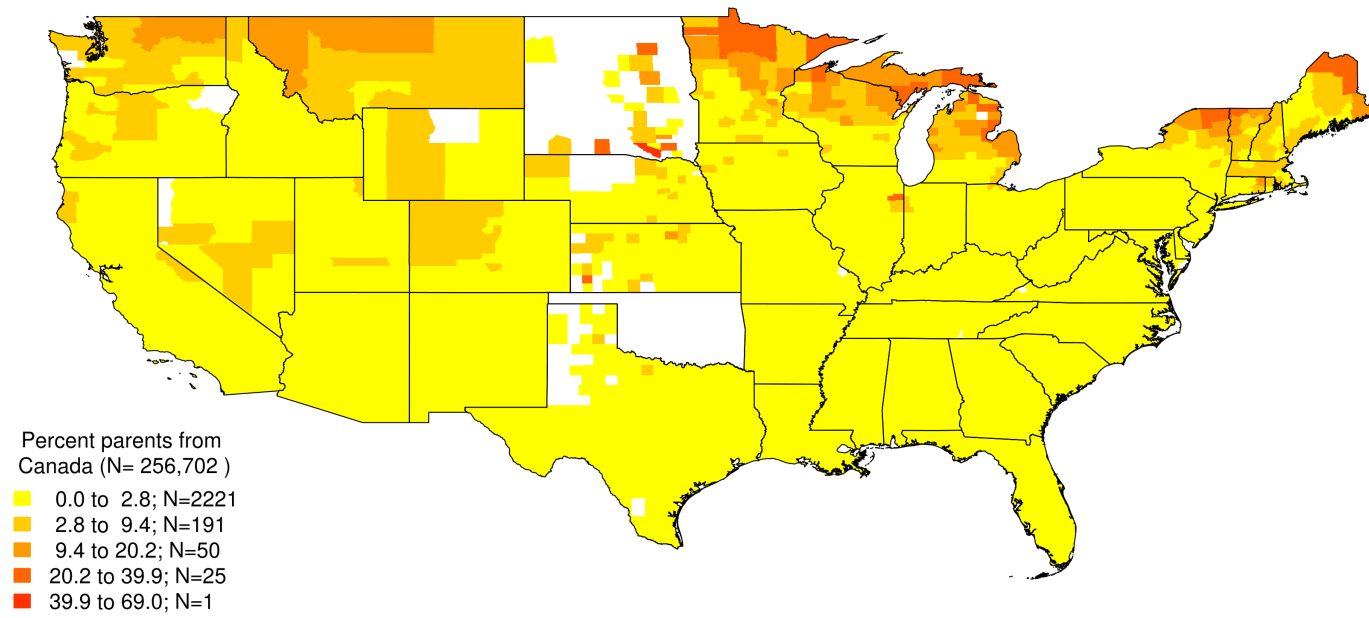 Percent parents from
Canada (N= 256,702 )
0.0 to 2.8; N=2221
2.8 to 9.4; N=191
9.4 to 20.2; N=50
20.2 to 39.9; N=25
39.9 to 69.0; N=1